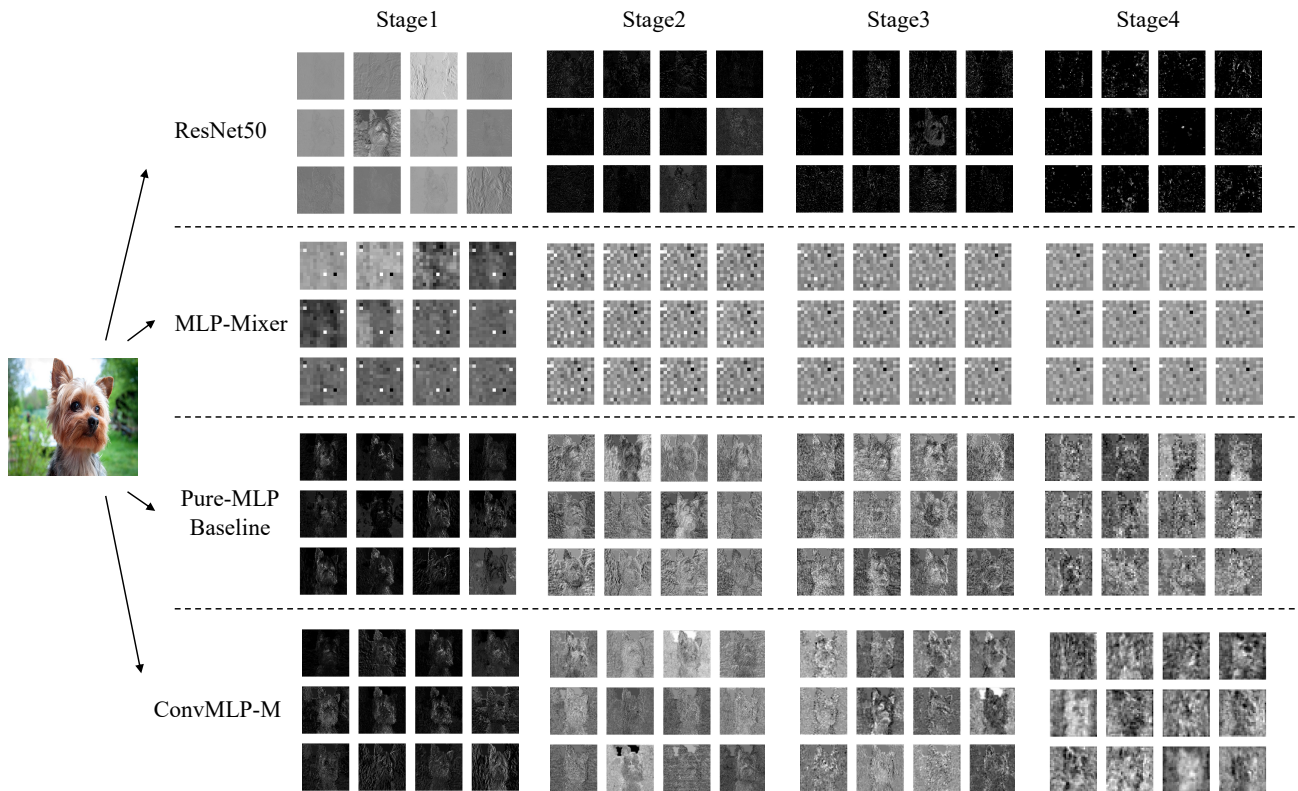 Stage1
Stage2
Stage3
Stage4
ResNet50
MLP-Mixer
Pure-MLP
Baseline
ConvMLP-M